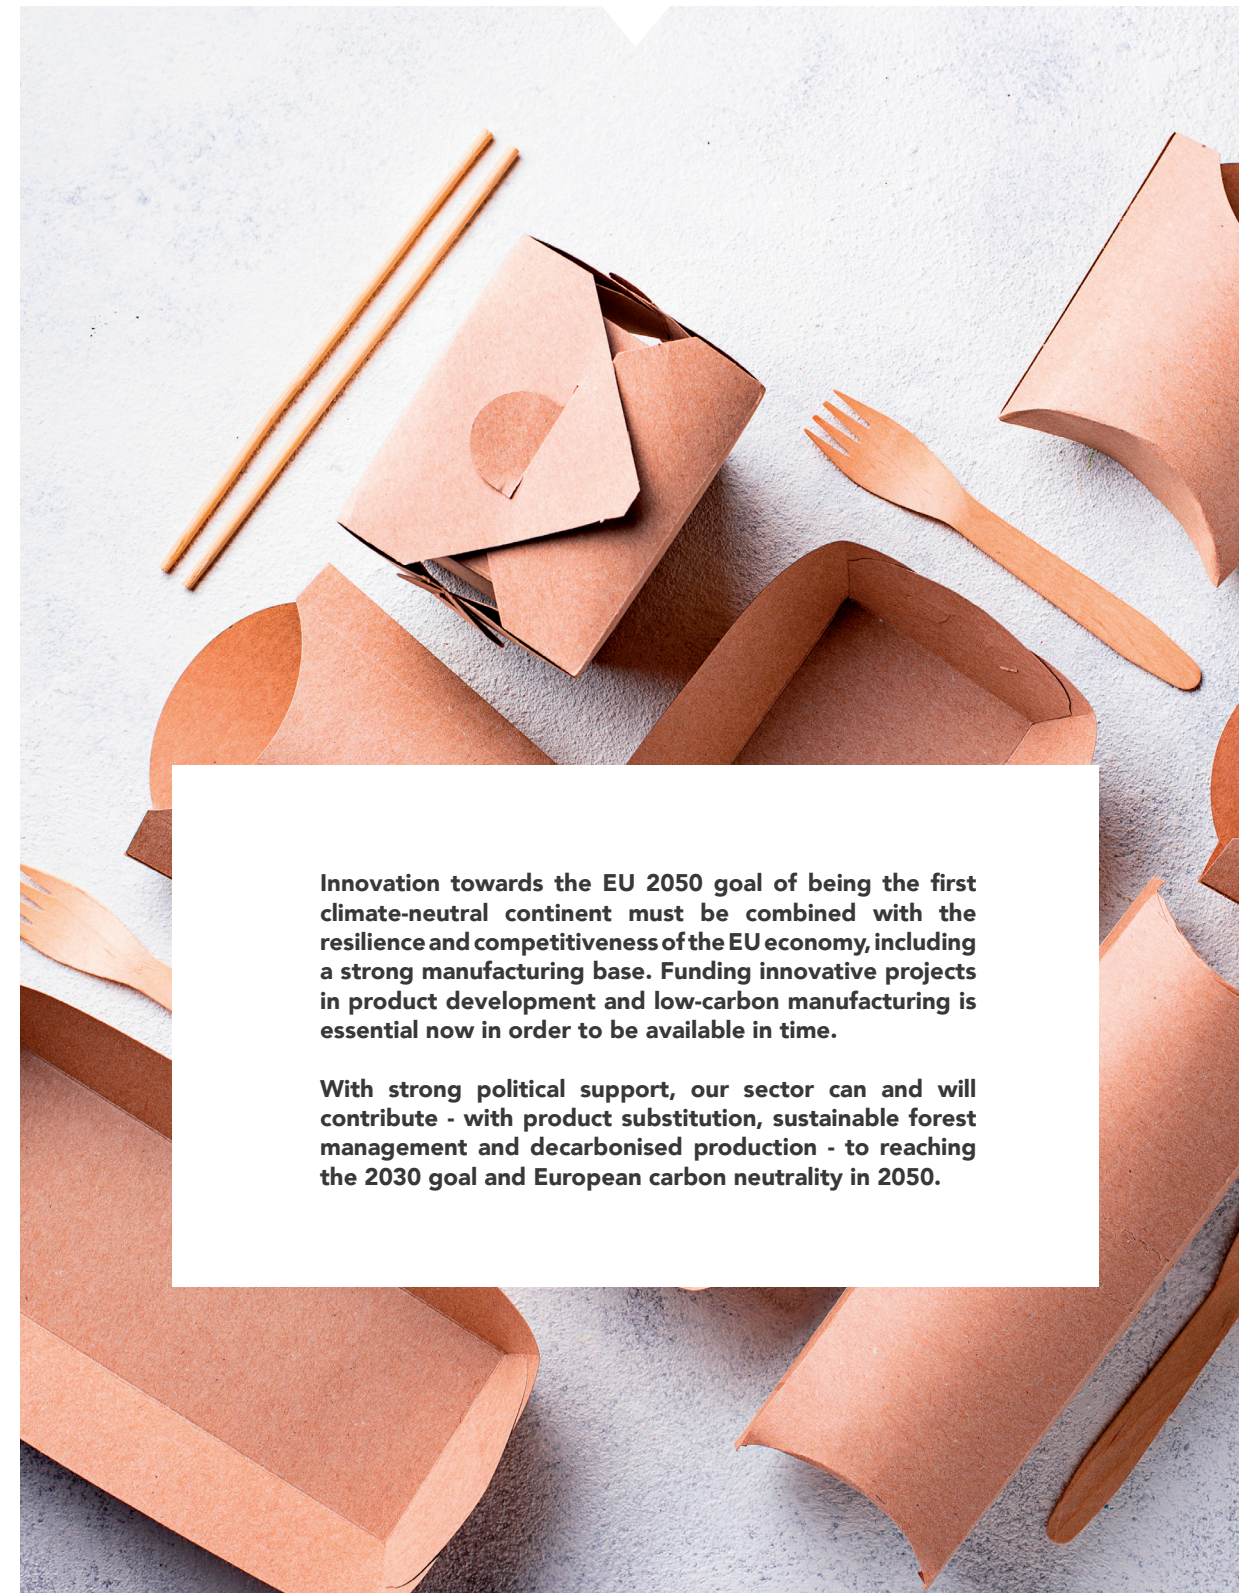 Innovation towards the EU 2050 goal of being the first
climate-neutral continent must be combined with the
resilience and competitiveness of the EU economy, including
a strong manufacturing base. Funding innovative projects
in product development and low-carbon manufacturing is
essential now in order to be available in time.
With strong political support, our sector can and will
contribute - with product substitution, sustainable forest
management and decarbonised production - to reaching
the 2030 goal and European carbon neutrality in 2050.